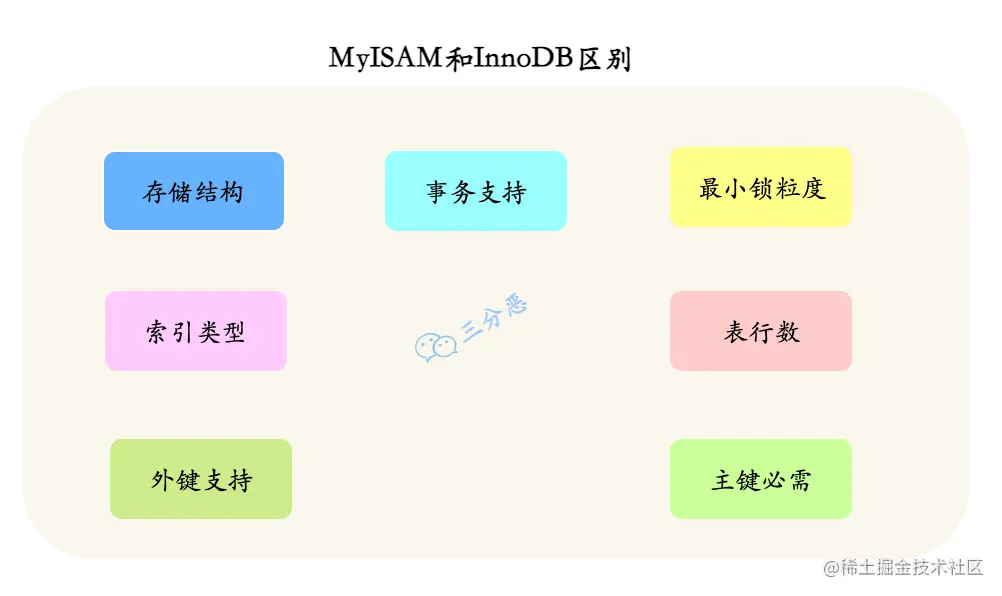 MyISAM和InnoDB区别
存储结构
事务支持
最小锁粒度
索引类型
三分恶
表行数
外键支持
主键必需
@稀土掘金技术社区